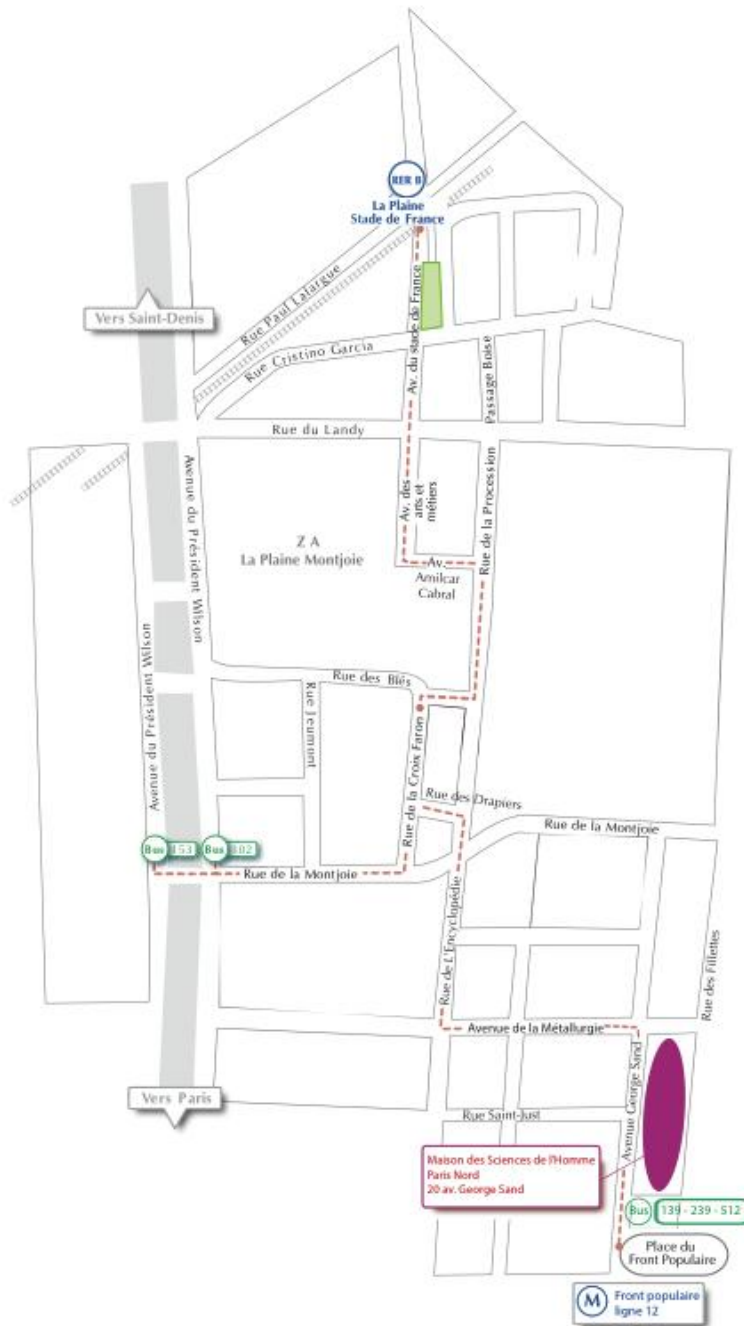 RER B
La Plaine
Stade de France
Vers Saint-Denis
Rue Paul Lafargue
Rue Cristino Garcia
Av. du stade de France
Passage Boise
Rue du Landy
Avenue du Président Wilson
Av. des
arts et
métiers
Rue de la Procession
Z A
La Plaine Montjoie
Av.
Amilcar
Cabral
Avenue du Président Wilson
Rue des Blés
Rue Jeumont
Rue de la Croix Faron
Rue des Drapiers
Rue de la Montjoie
Bus 153
Bus
Rue de la Montjoie
Rue de L'Encyclopédie
Rue des Fillettes
Avenue de la Métallurgie
Avenue George Sand
Vers Paris
Rue Saint-Just
Maison des Sciences de l'Homme
Paris Nord
20 av. George Sand
Bus 139 - 239 - 512
Place du
Front Populaire
M Front populaire
ligne 12